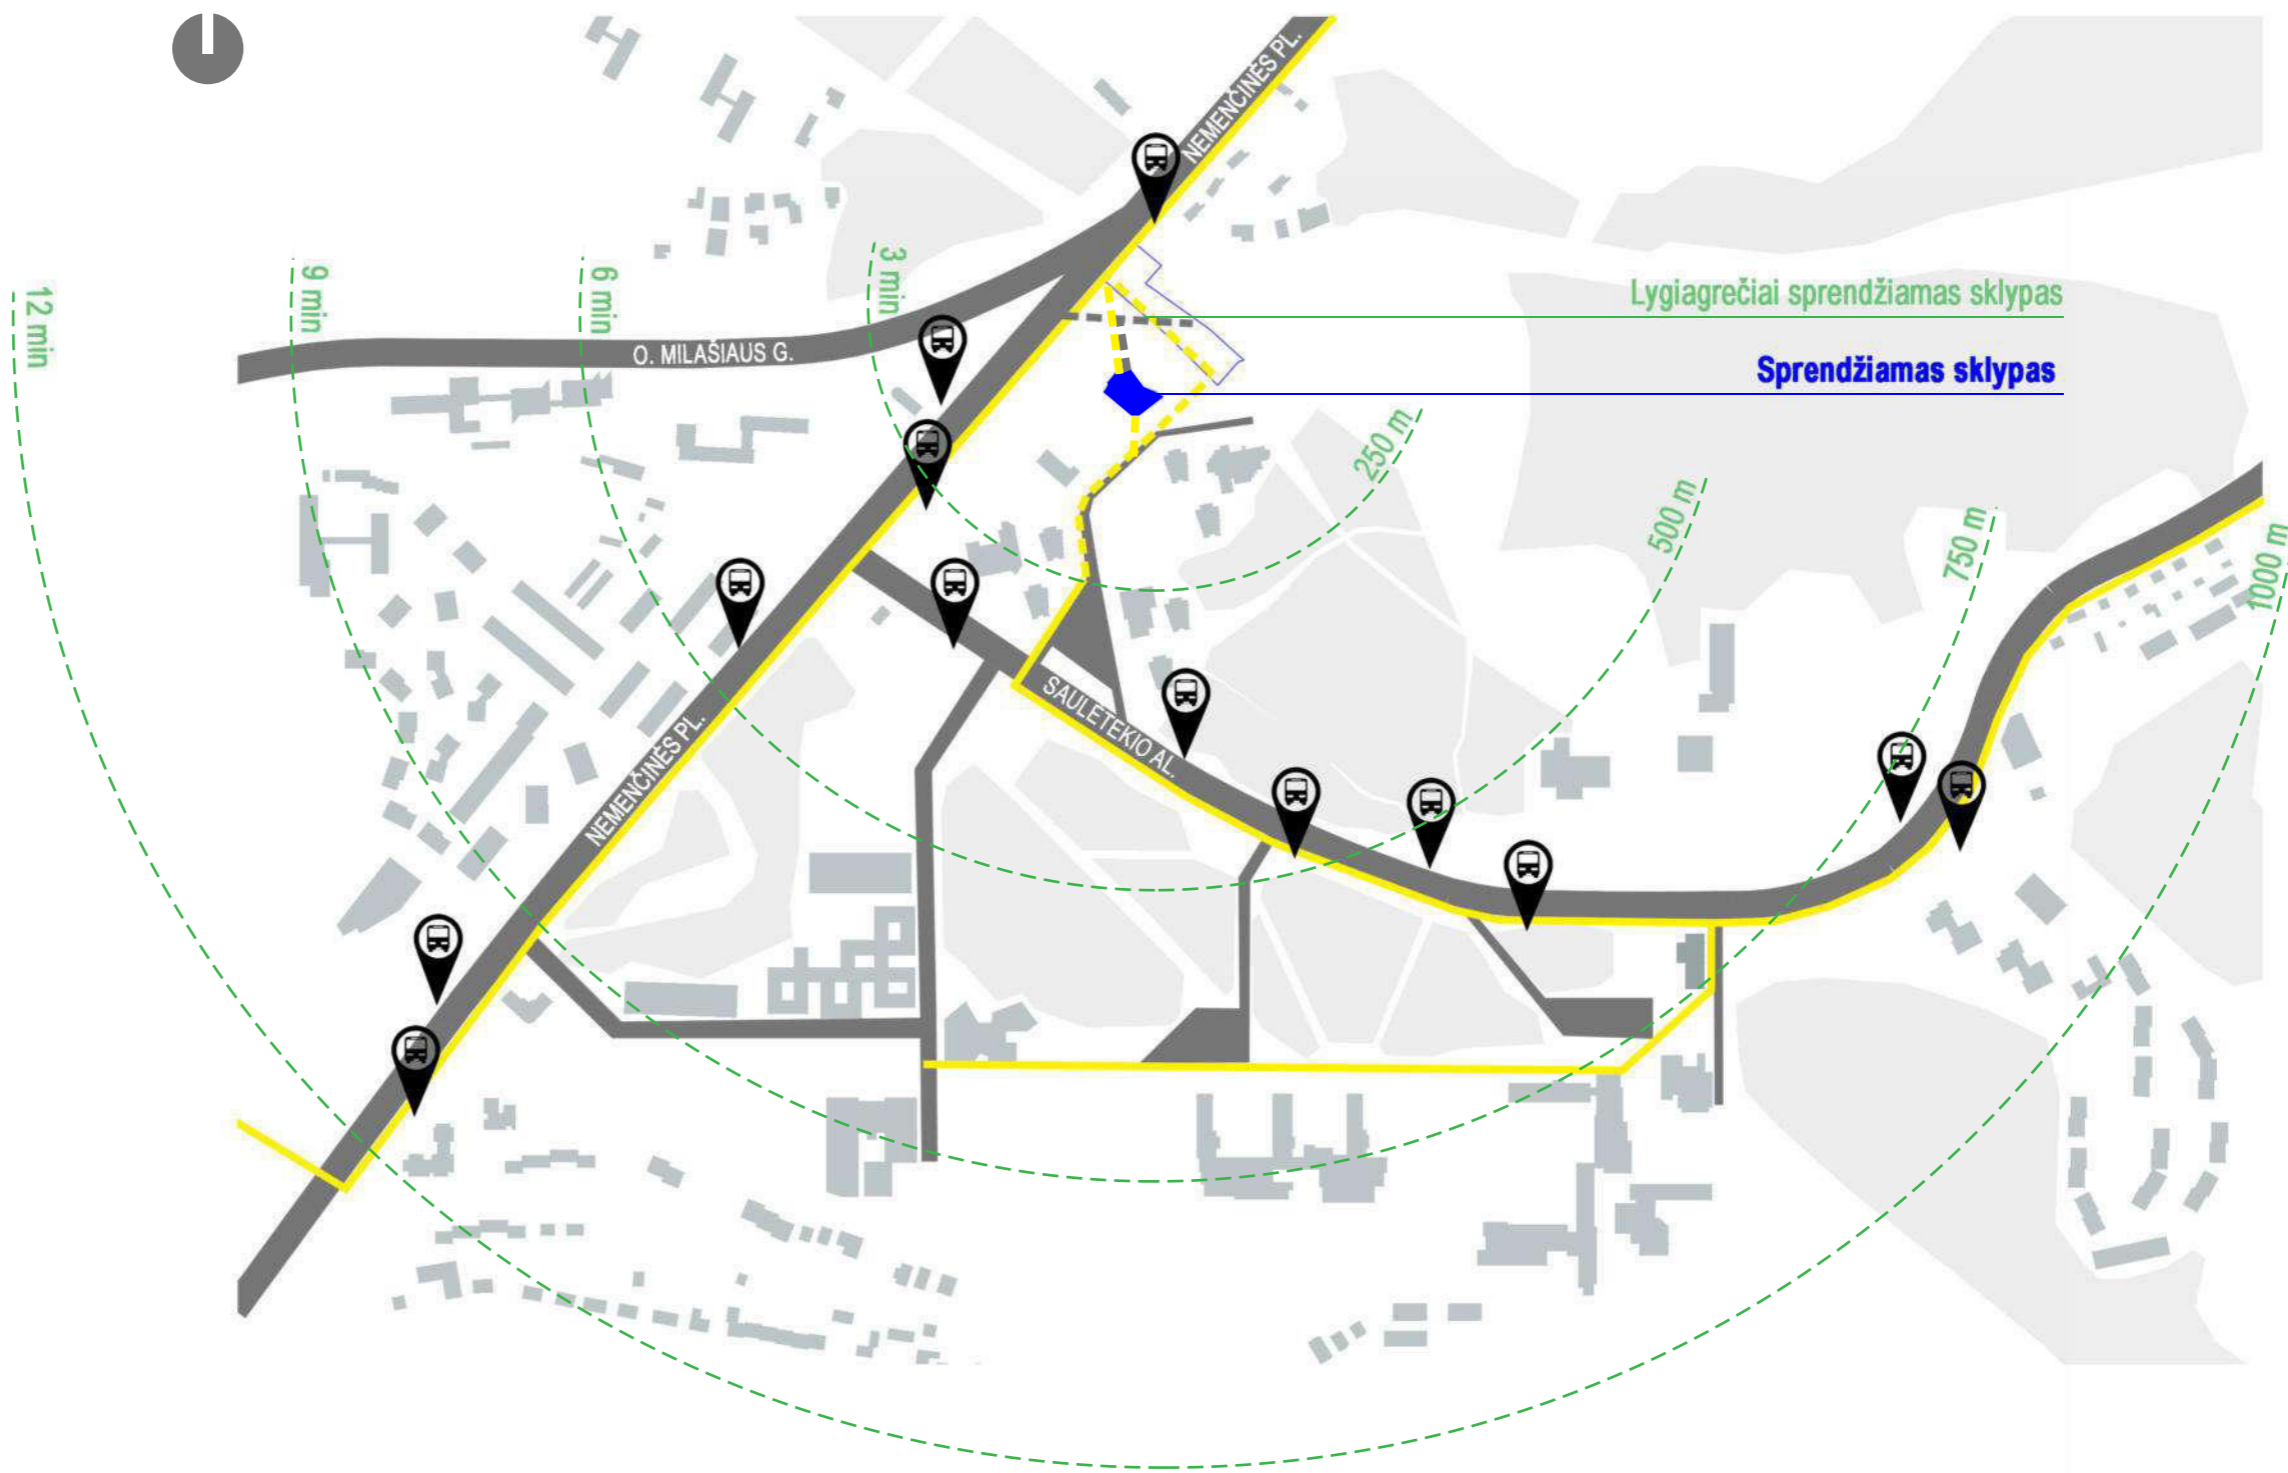 NEMENČINĖS PL.
12 min
9 min
6 min
3 min
Lygiagrečiai sprendžiamas sklypas
O. MILAŠIAUS G.
Sprendžiamas sklypas
250 m
500 m
750 m
1000 m
SAULĖTEKIO AL.
NEMENČINĖS PL.